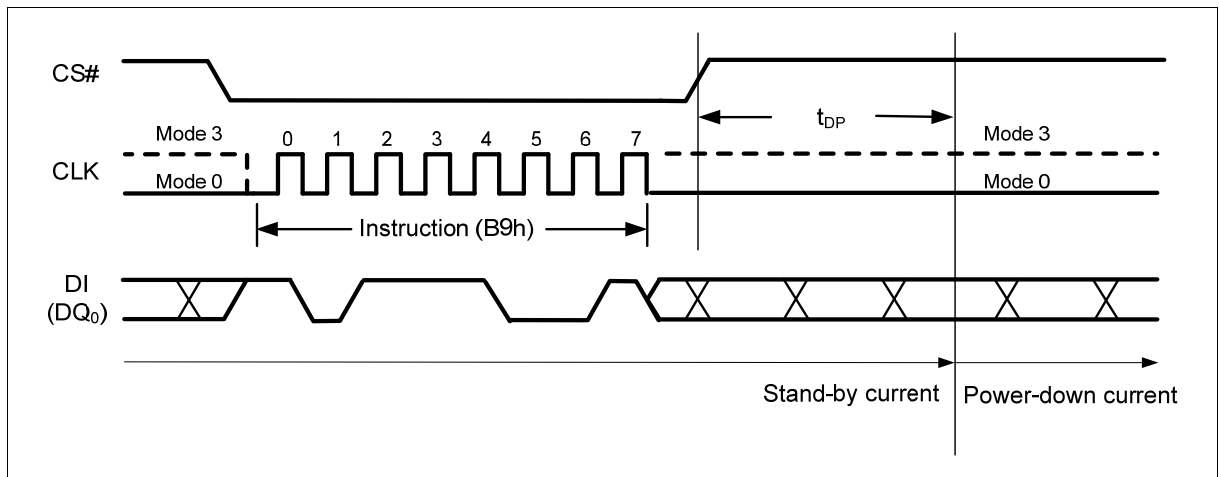 CS#
Mode 3
0 1 2 3 4 5 6 7
t_DP
Mode 3
CLK
Mode 0
Mode 0
Instruction (B9h)
DI
(DQ₀)
Stand-by current
Power-down current